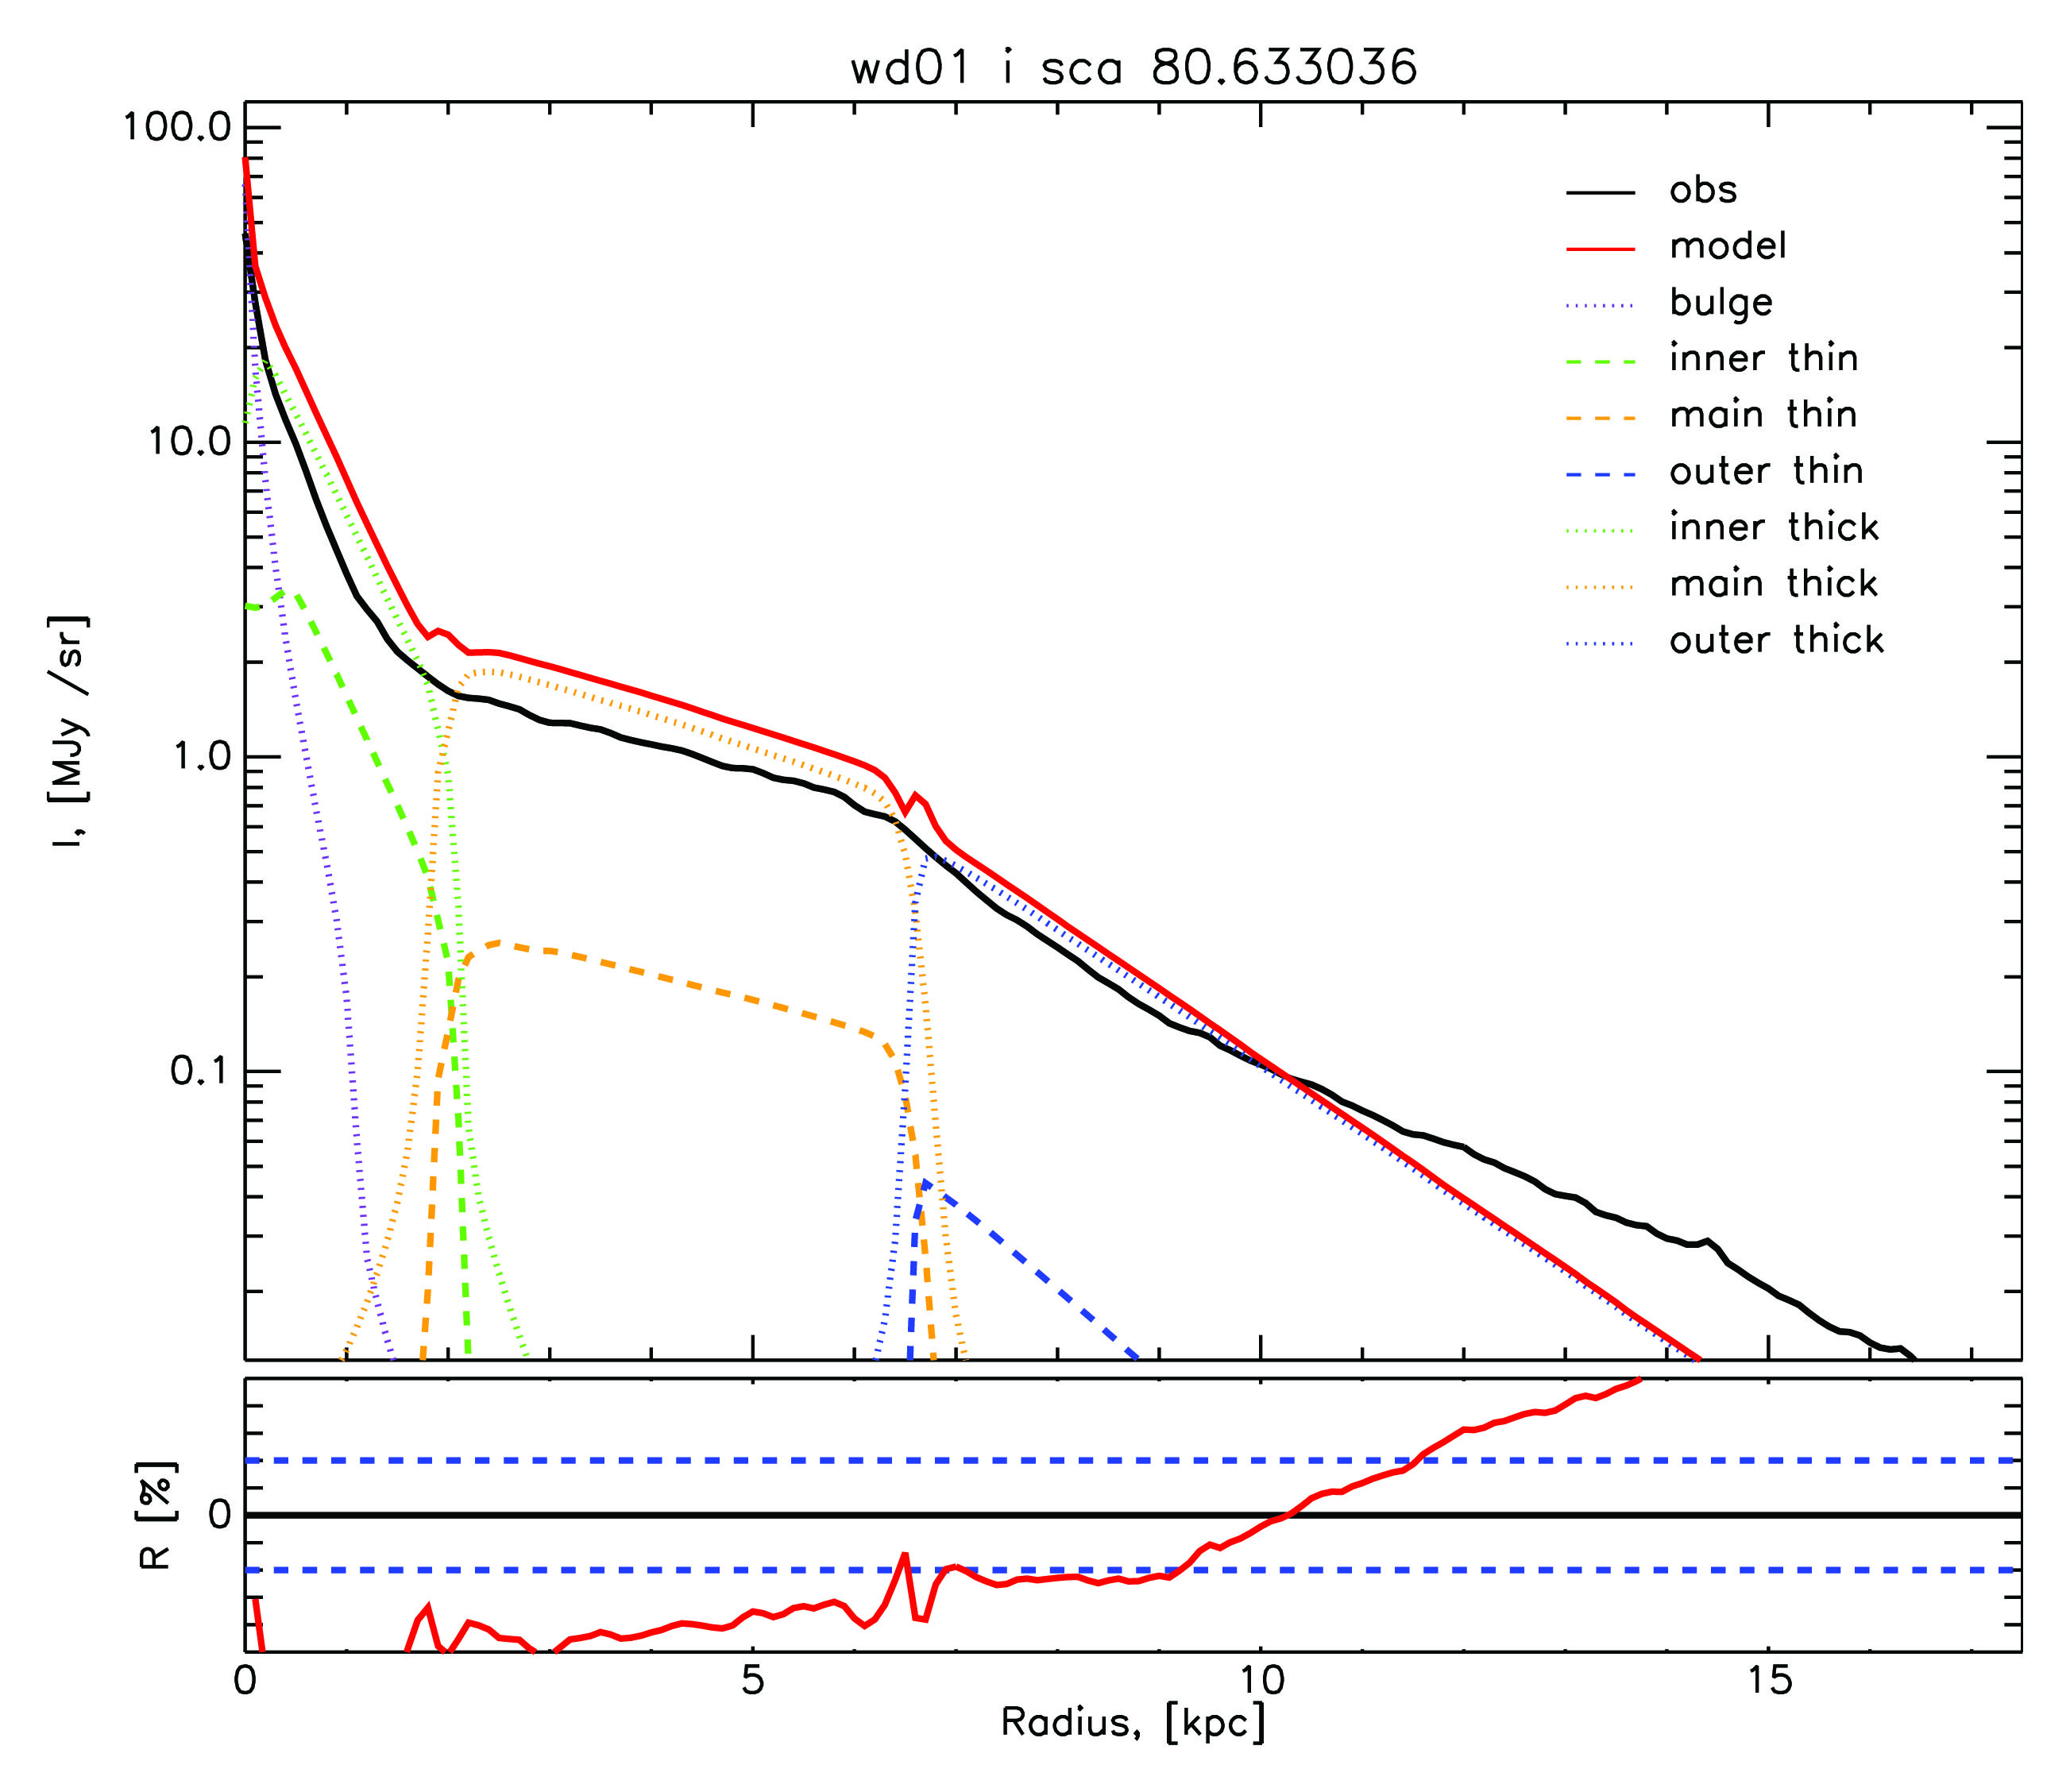 wd01 i sca 80.633036
100.0
10.0
1.0
0.1
I, [MJy /sr]
obs
model
bulge
inner thin
main thin
outer thin
inner thick
main thick
outer thick
R [%]
0
0 5 10 15
Radius, [kpc]